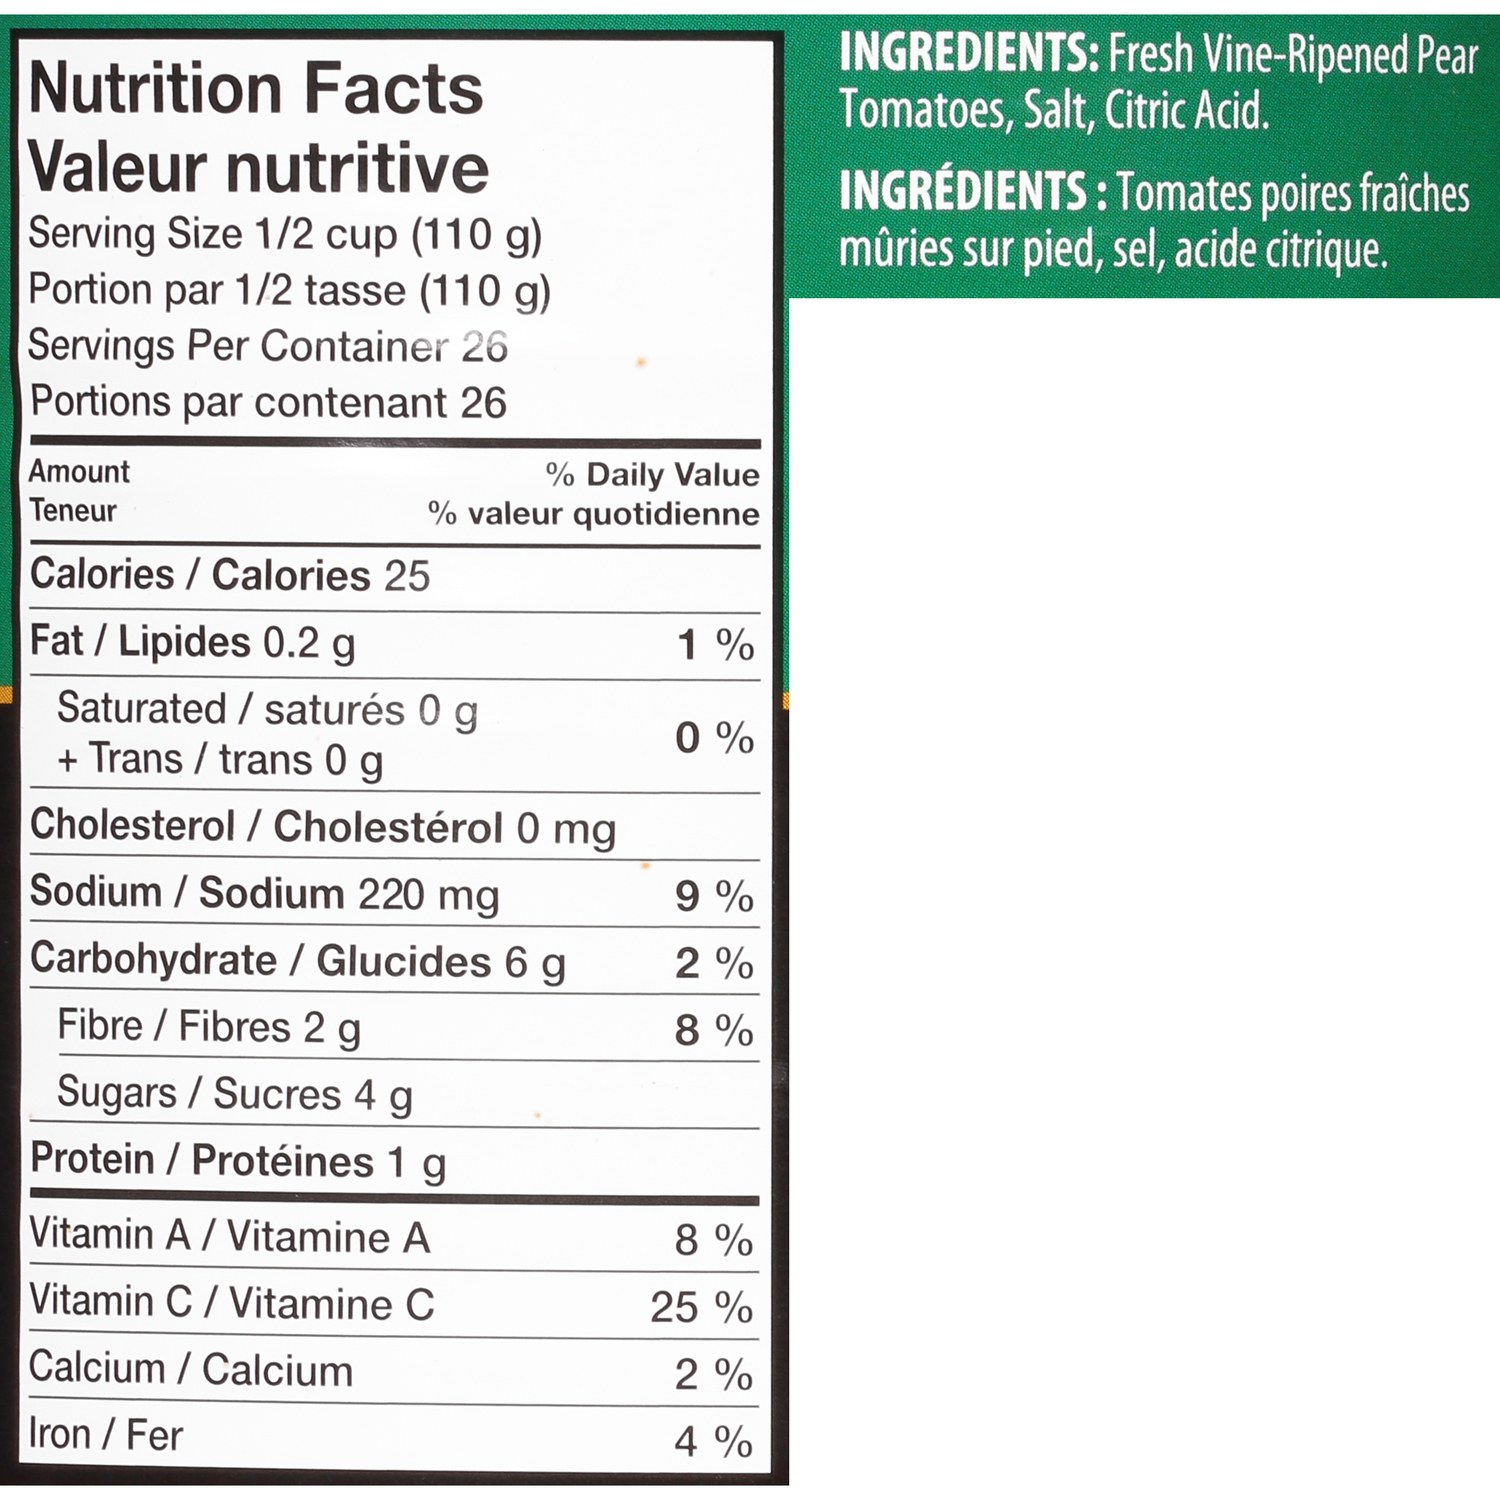 Nutrition Facts
Valeur nutritive
Serving Size 1/2 cup (110 g)
Portion par 1/2 tasse (110 g)
Servings Per Container 26
Portions par contenant 26
Amount % Daily Value
Teneur % valeur quotidienne
Calories / Calories 25
Fat / Lipides 0.2 g 1 %
Saturated / saturés 0 g
+ Trans / trans 0 g 0 %
Cholesterol / Cholestérol 0 mg
Sodium / Sodium 220 mg 9 %
Carbohydrate / Glucides 6 g 2 %
Fibre / Fibres 2 g 8 %
Sugars / Sucres 4 g
Protein / Protéines 1 g
Vitamin A / Vitamine A 8 %
Vitamin C / Vitamine C 25 %
Calcium / Calcium 2 %
Iron / Fer 4 %
INGREDIENTS: Fresh Vine-Ripened Pear
Tomatoes, Salt, Citric Acid.
INGRÉDIENTS : Tomates poires fraîches
mûries sur pied, sel, acide citrique.